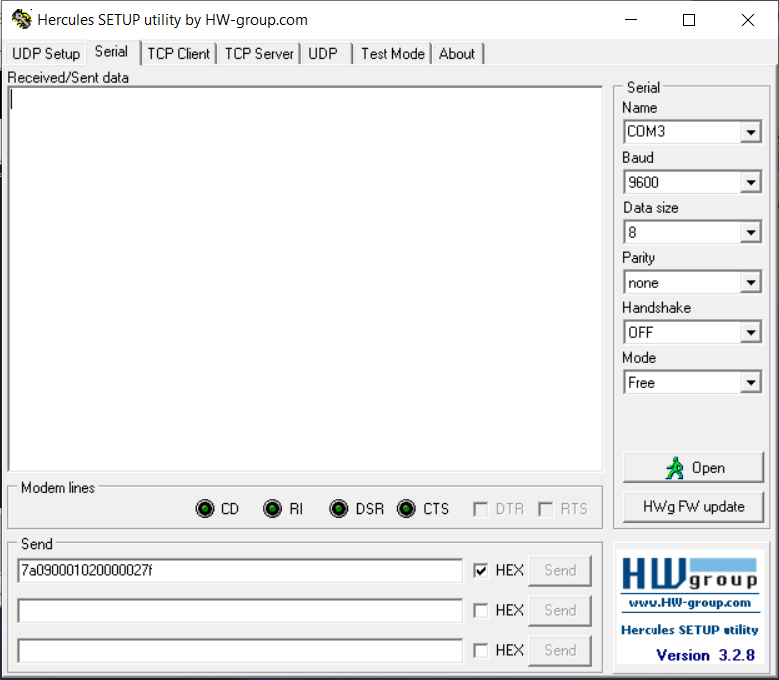 Hercules SETUP utility by HW-group.com
UDP Setup Serial TCP Client TCP Server UDP Test Mode About
Received/Sent data
Serial
Name
COM3
Baud
9600
Data size
8
Parity
none
Handshake
OFF
Mode
Free
Open
HWg FW update
Modem lines
CD RI DSR CTS DTR RTS
Send
7a090001020000027f HEX Send
HEX Send
HEX Send
HW group
www.HW-group.com
Hercules SETUP utility
Version 3.2.8